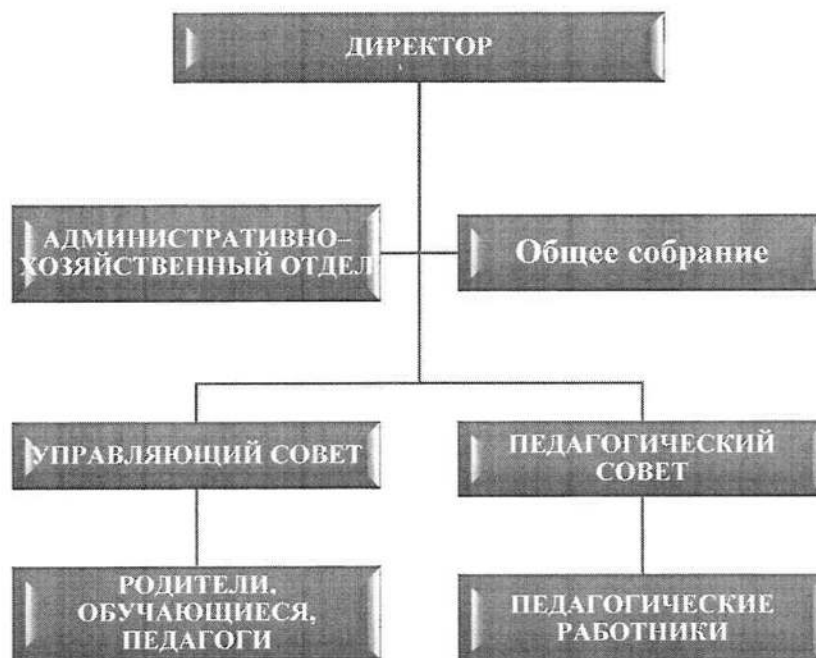 ДИРЕКТОР
АДМИНИСТРАТИВНО–
ХОЗЯЙСТВЕННЫЙ ОТДЕЛ
Общее собрание
УПРАВЛЯЮЩИЙ СОВЕТ
ПЕДАГОГИЧЕСКИЙ
СОВЕТ
РОДИТЕЛИ,
ОБУЧАЮЩИЕСЯ,
ПЕДАГОГИ
ПЕДАГОГИЧЕСКИЕ
РАБОТНИКИ